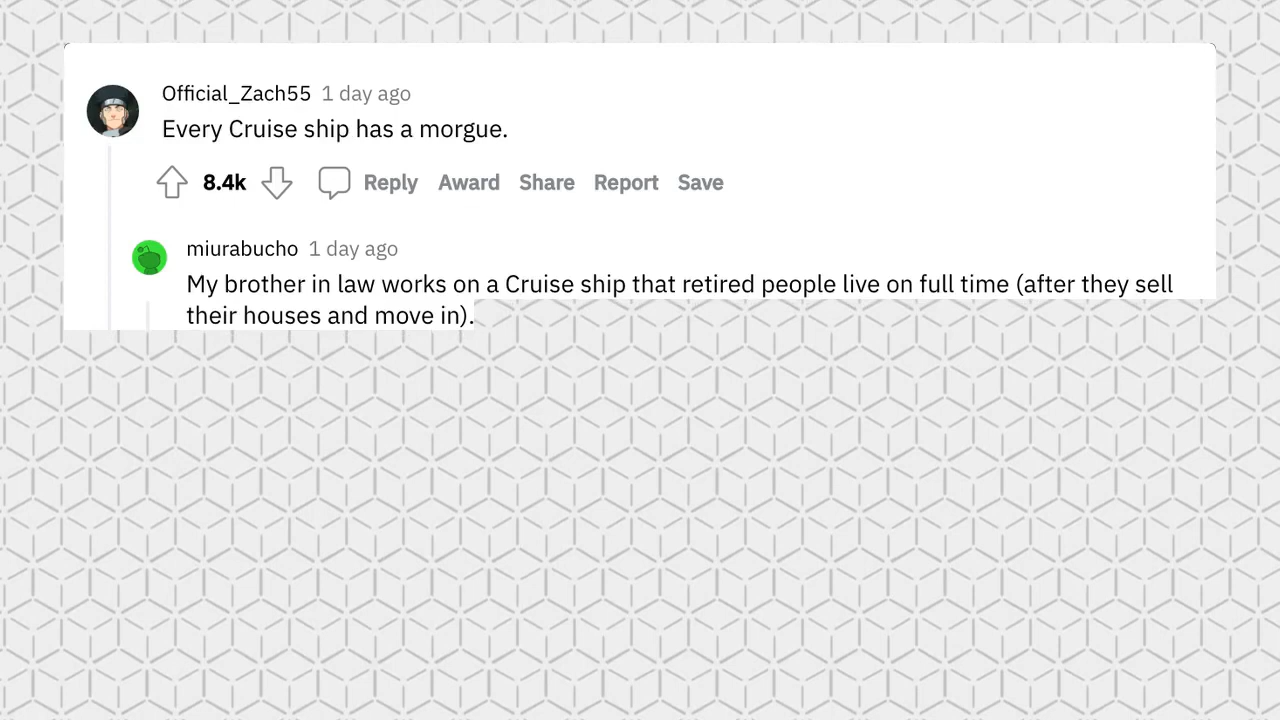 Official_Zach55 1 day ago
Every Cruise ship has a morgue.
8.4k Reply Award Share Report Save
miurabucho 1 day ago
My brother in law works on a Cruise ship that retired people live on full time (after they sell
their houses and move in).